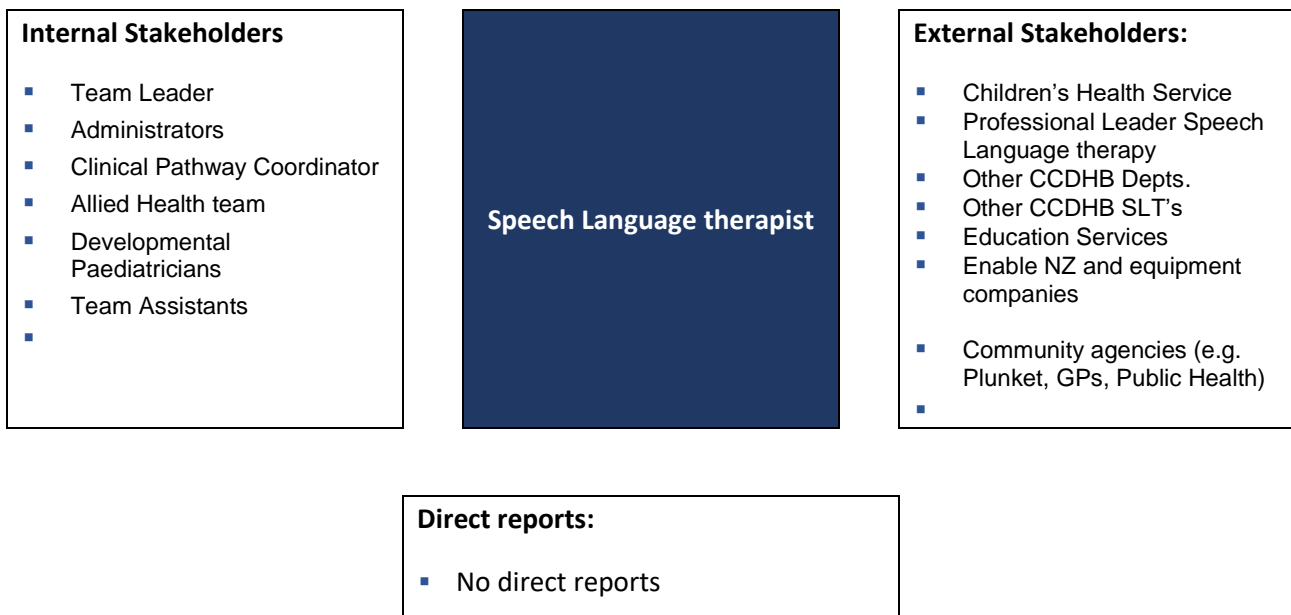 Internal Stakeholders
▪ Team Leader
▪ Administrators
▪ Clinical Pathway Coordinator
▪ Allied Health team
▪ Developmental
Paediatricians
▪ Team Assistants
▪
Speech Language therapist
External Stakeholders:
▪ Children’s Health Service
▪ Professional Leader Speech
Language therapy
▪ Other CCDHB Depts.
▪ Other CCDHB SLT’s
▪ Education Services
▪ Enable NZ and equipment
companies
▪ Community agencies (e.g.
Plunket, GPs, Public Health)
▪
Direct reports:
▪ No direct reports